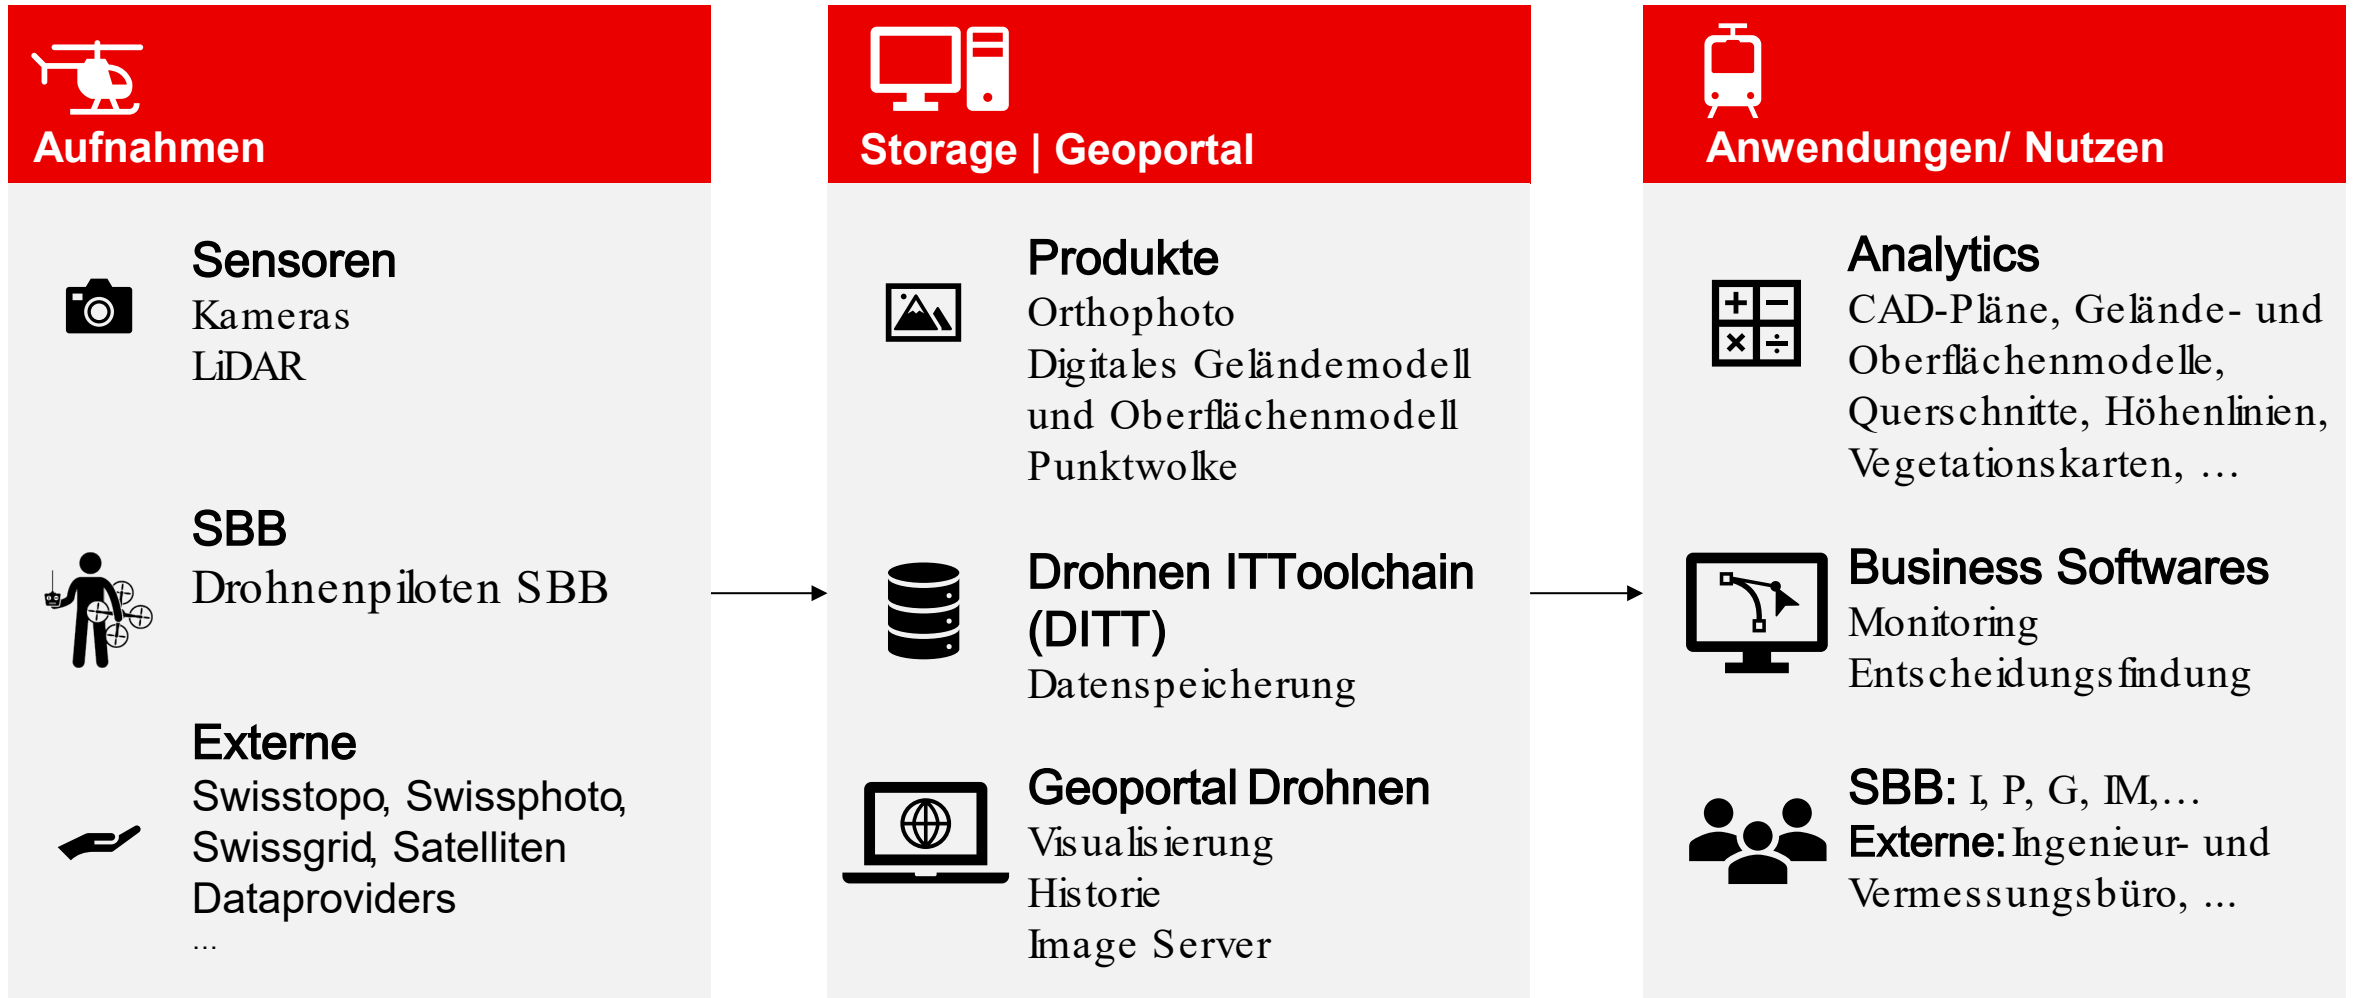 Aufnahmen
Sensoren
Kameras
LiDAR
SBB
Drohnenpiloten SBB
Externe
Swisstopo, Swissphoto,
Swissgrid, Satelliten
Dataproviders
...
Storage | Geoportal
Produkte
Orthophoto
Digitales Geländemodell
und Oberflächenmodell
Punktwolke
Drohnen ITToolchain
(DITT)
Datenspeicherung
Geoportal Drohnen
Visualisierung
Historie
Image Server
Anwendungen/ Nutzen
Analytics
CAD-Pläne, Gelände- und
Oberflächenmodelle,
Querschnitte, Höhenlinien,
Vegetationskarten, ...
Business Softwares
Monitoring
Entscheidungsfindung
SBB: I, P, G, IM,...
Externe: Ingenieur- und
Vermessungsbüro, ...